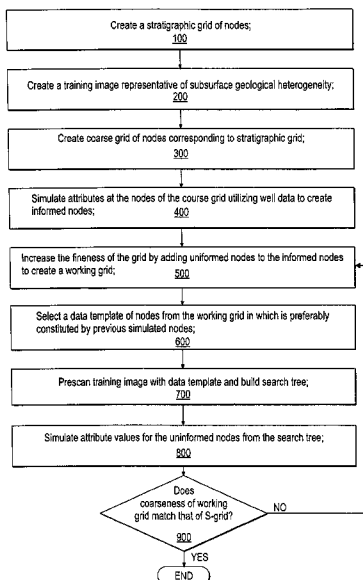 Create a stratigraphic grid of nodes;
100
Create a training image representative of subsurface geological heterogeneity;
200
Create coarse grid of nodes corresponding to stratigraphic grid;
300
Simulate attributes at the nodes of the course grid utilizing well data to create
informed nodes;
400
Increase the fineness of the grid by adding uniformed nodes to the informed nodes
to create a working grid;
500
Select a data template of nodes from the working grid in which is preferably
constituted by previous simulated nodes;
600
Prescan training image with data template and build search tree;
700
Simulate attribute values for the uninformed nodes from the search tree;
800
Does
coarseness of working
grid match that of S-grid?
900
NO
YES
END